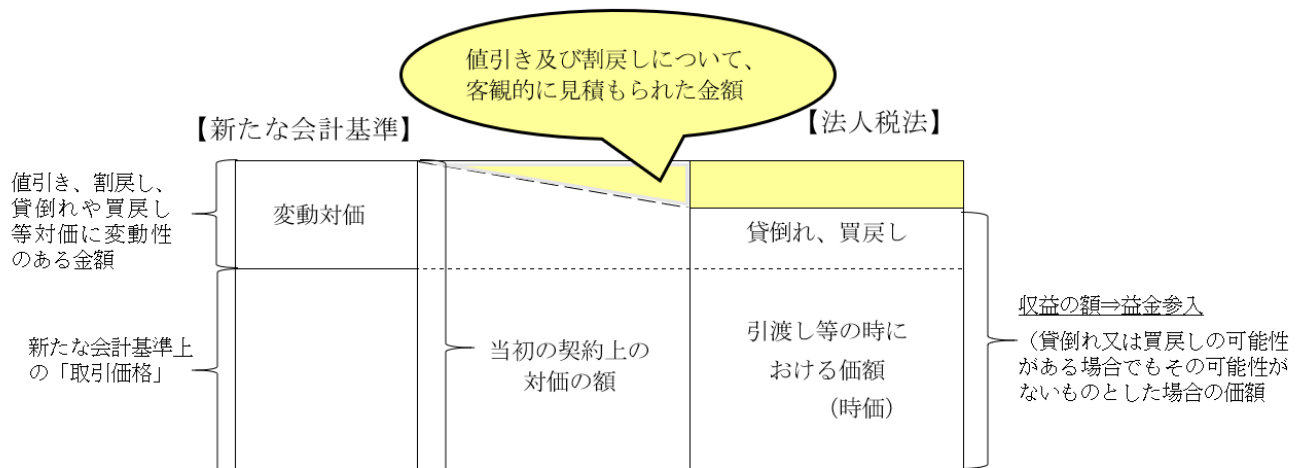 値引き及び割戻しについて、
客観的に見積もられた金額
【新たな会計基準】
【法人税法】
値引き、割戻し、
貸倒れや買戻し
等対価に変動性
のある金額
変動対価
貸倒れ、買戻し
新たな会計基準上
の「取引価格」
当初の契約上の
対価の額
引渡し等の時に
おける価額
（時価）
収益の額⇒益金参入
（貸倒れ又は買戻しの可能性
がある場合でもその可能性が
ないものとした場合の価額